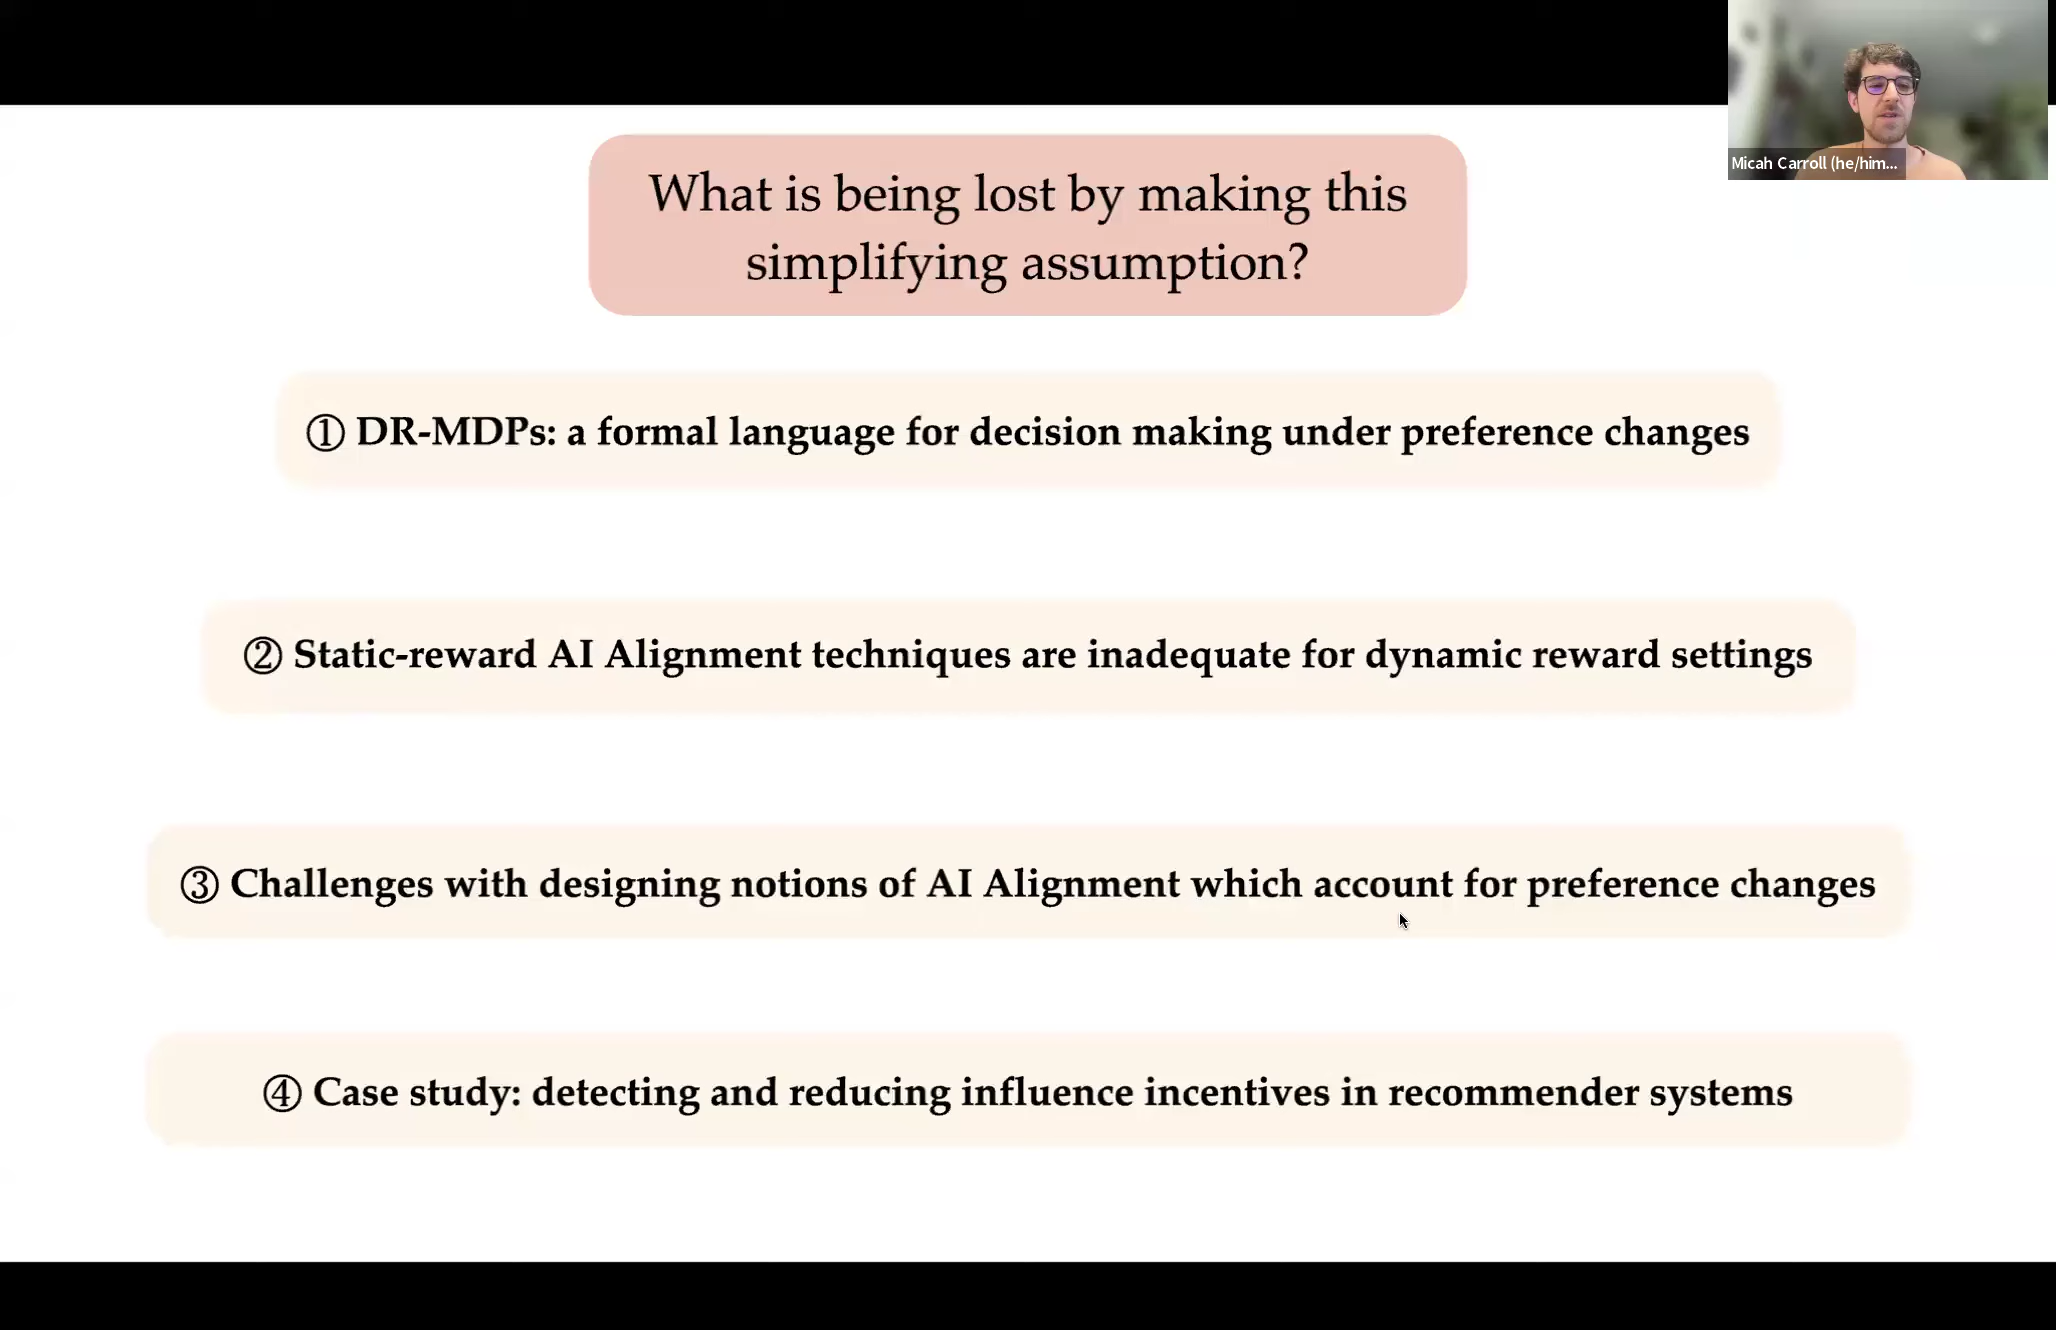 Micah Carroll (he/him...
What is being lost by making this
simplifying assumption?
① DR-MDPs: a formal language for decision making under preference changes
② Static-reward AI Alignment techniques are inadequate for dynamic reward settings
③ Challenges with designing notions of AI Alignment which account for preference changes
④ Case study: detecting and reducing influence incentives in recommender systems